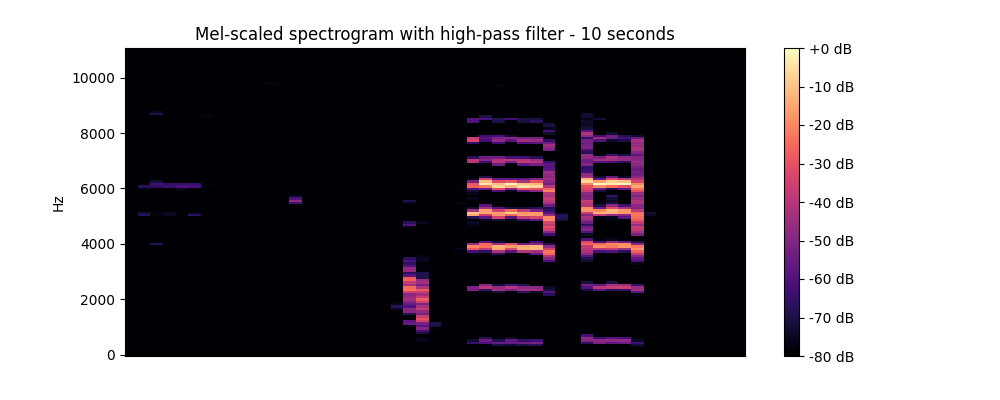 Mel-scaled spectrogram with high-pass filter - 10 seconds
10000
8000
6000
4000
2000
0
Hz
+0 dB
-10 dB
-20 dB
-30 dB
-40 dB
-50 dB
-60 dB
-70 dB
-80 dB